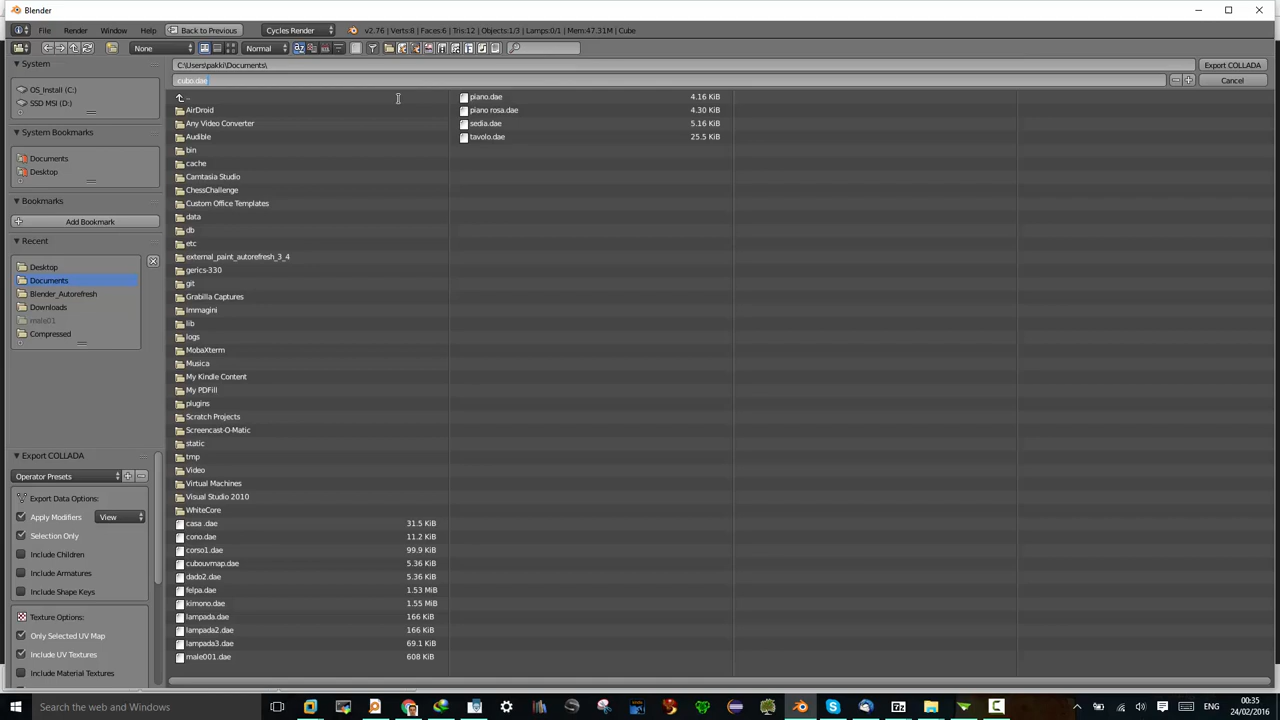 Blender
File
Render
Window
Back to Previous
Cycles Render
v2.76 | Verts:8 | Faces:6 | Tris:12 | Objects:1/3 | Lamps:0/1 | Mem:47.31M | Cube
None
Normal
System
C:\Users\pakki\Documents\
Export COLLADA
cubo.dae
Cancel
OS_Install (C:)
SSD MSI (D:)
System Bookmarks
Documents
Desktop
Bookmarks
Add Bookmark
Recent
Desktop
Documents
Blender_Autorefresh
Downloads
male01
Compressed
Export COLLADA
Operator Presets
Export Data Options:
Apply Modifiers
View
Selection Only
Include Children
Include Armatures
Include Shape Keys
Texture Options:
Only Selected UV Map
Include UV Textures
Include Material Textures
..
AirDroid
Any Video Converter
Audible
bin
cache
Camtasia Studio
ChessChallenge
Custom Office Templates
data
db
etc
external_paint_autorefresh_3_4
gerics-330
git
Grabilla Captures
Immagini
lib
logs
MobaXterm
Musica
My Kindle Content
My PDFill
plugins
Scratch Projects
Screencast-O-Matic
static
tmp
Video
Virtual Machines
Visual Studio 2010
WhiteCore
casa .dae 31.5 KiB
cono.dae 11.2 KiB
corso1.dae 99.9 KiB
cubouvmap.dae 5.36 KiB
dado2.dae 5.36 KiB
felpa.dae 1.53 MiB
kimono.dae 1.55 MiB
lampada.dae 166 KiB
lampada2.dae 166 KiB
lampada3.dae 69.1 KiB
male001.dae 608 KiB
piano.dae 4.16 KiB
piano rosa.dae 4.30 KiB
sedia.dae 5.16 KiB
tavolo.dae 25.5 KiB
Search the web and Windows
ENG
00:35
24/02/2016